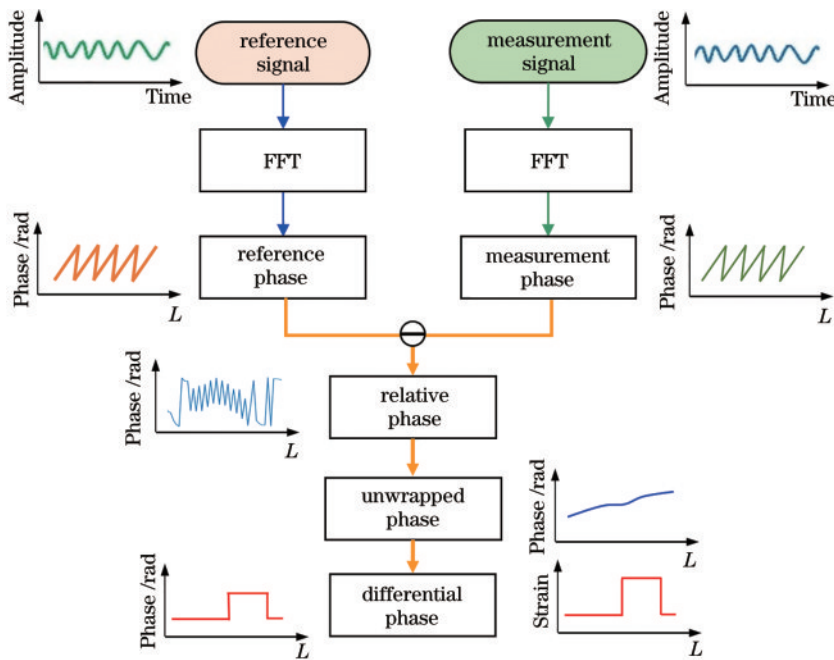 Amplitude
Time
reference
signal
measurement
signal
Amplitude
Time
FFT
FFT
Phase /rad
L
reference
phase
measurement
phase
Phase /rad
L
Phase /rad
L
relative
phase
unwrapped
phase
Phase /rad
L
Phase /rad
L
differential
phase
Strain
L